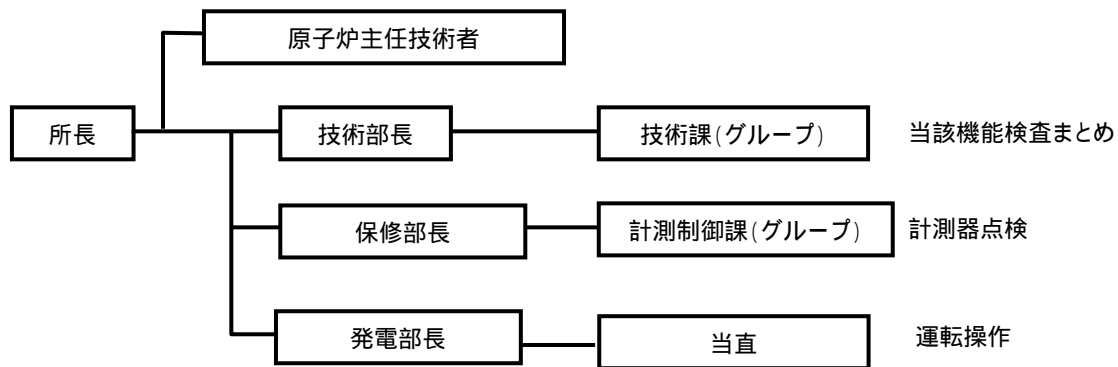 原子炉主任技術者
所長
技術部長
技術課(グループ)
当該機能検査まとめ
保修部長
計測制御課(グループ)
計測器点検
発電部長
当直
運転操作